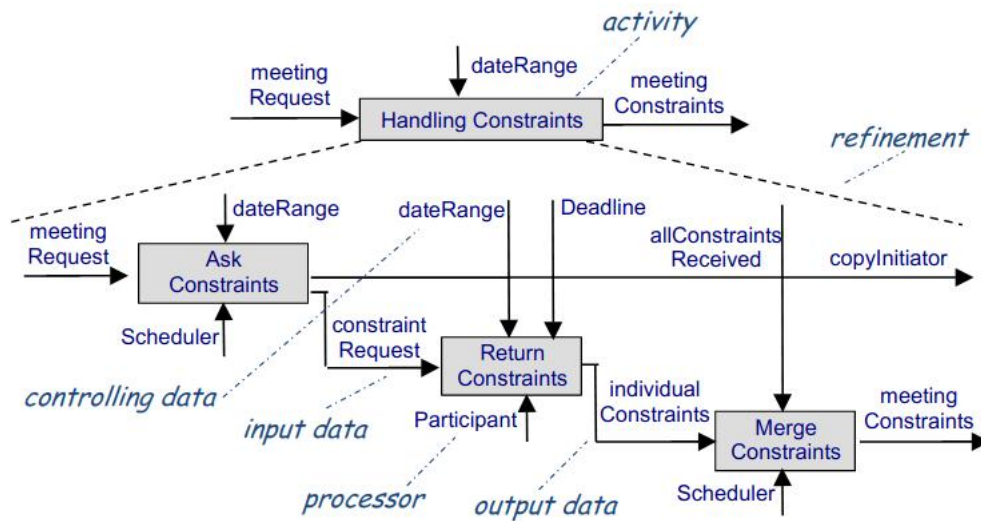 activity
meeting
Request
dateRange
meeting
Constraints
Handling Constraints
refinement
dateRange
dateRange
Deadline
meeting
Request
Ask
Constraints
allConstraints
Received
copyInitiator
Scheduler
constraint
Request
Return
Constraints
controlling data
input data
Participant
individual
Constraints
Merge
Constraints
meeting
Constraints
processor
output data
Scheduler